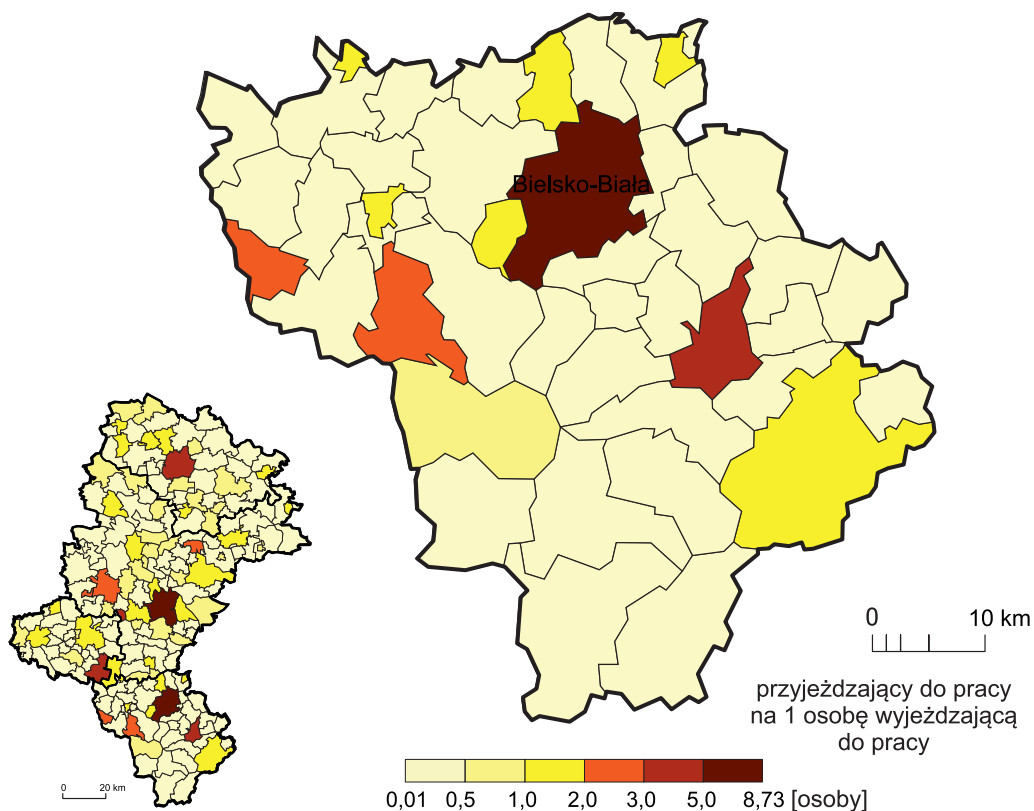 Bielsko-Biała
0 10 km
przyjeżdzający do pracy
na 1 osobę wyjeżdzającą
do pracy
0 20 km
0,01 0,5 1,0 2,0 3,0 5,0 8,73 [osoby]